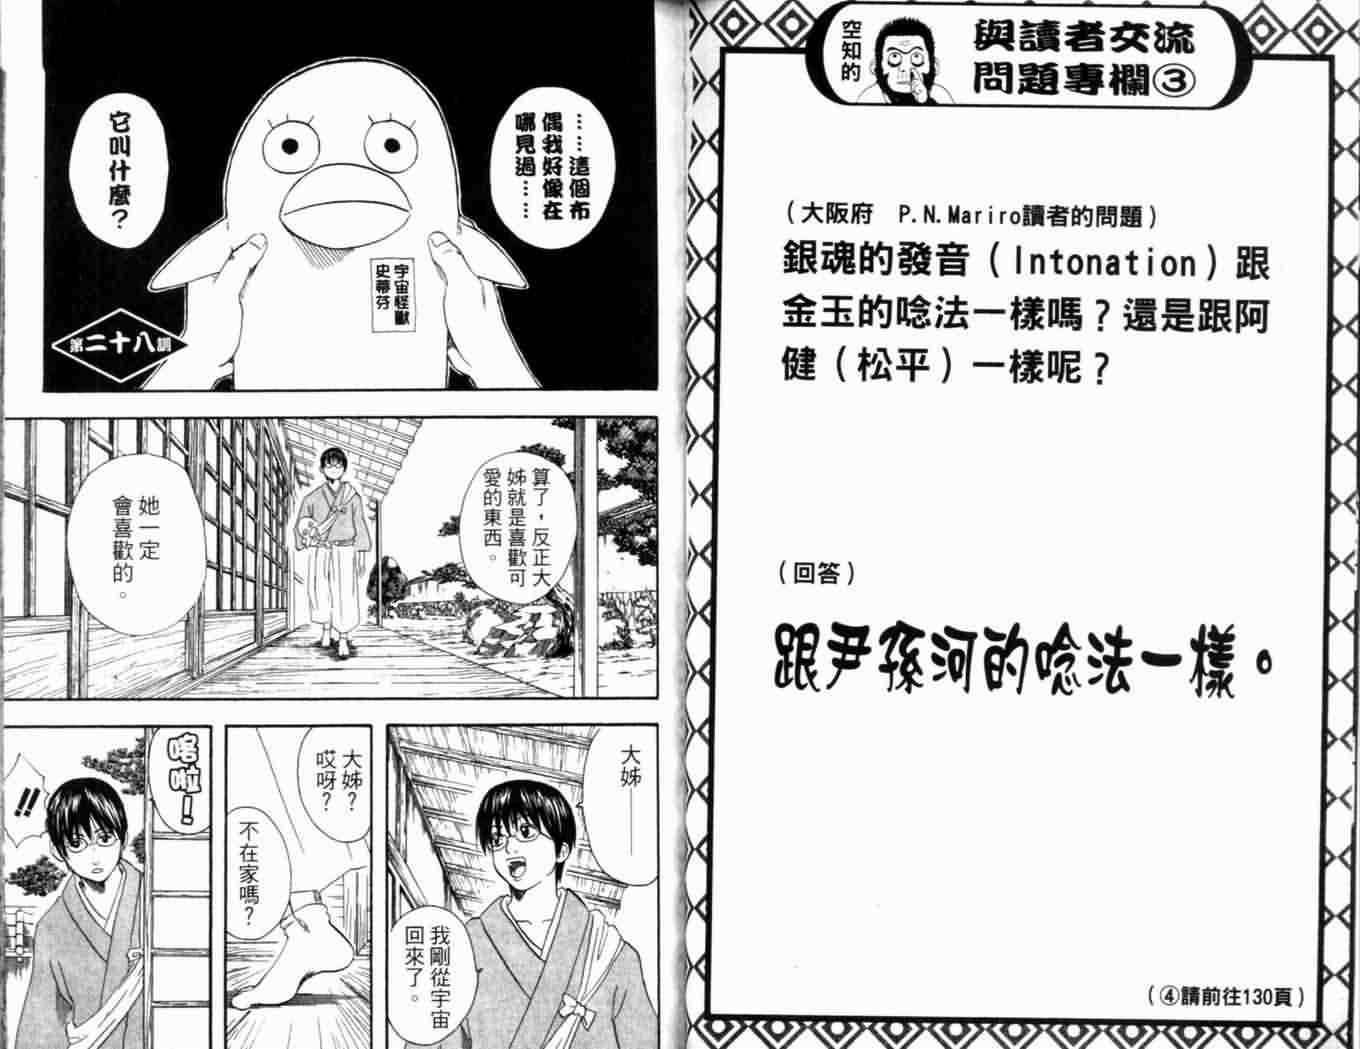 空知的
與讀者交流
問題專欄③
(大阪府　P.N.Mariro讀者的問題)
銀魂的發音(Intonation)跟
金玉的唸法一樣嗎?還是跟阿
健(松平)一樣呢?
(回答)
跟尹孫河的唸法一樣。
(④請前往130頁)
……這個布
偶我好像在
哪見過……
宇宙怪獸
史蒂芬
它叫什麼?
第二十八訓
算了,反正大
姊就是喜歡可
愛的東西。
她一定
會喜歡的。
大姊——
我剛從宇宙
回來了。
大姊?
哎呀?
不在家嗎?
喀啦!
!!